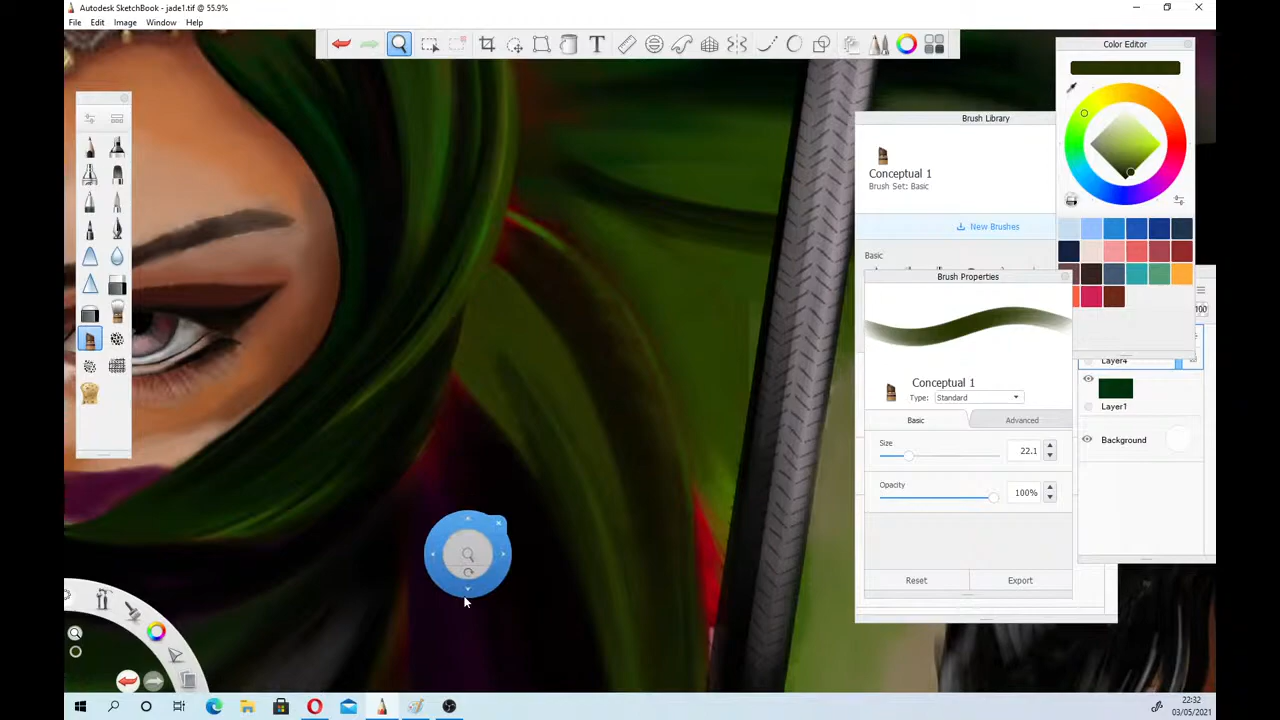 Autodesk SketchBook - jade1.tif @ 55.9%
File Edit Image Window Help
Color Editor
Brush Library
Conceptual 1
Brush Set: Basic
New Brushes
Basic
Brush Properties
Conceptual 1
Type: Standard
Basic Advanced
Size 22.1
Opacity 100%
Reset Export
100
Layer4
Layer1
Background
22:32
03/05/2021